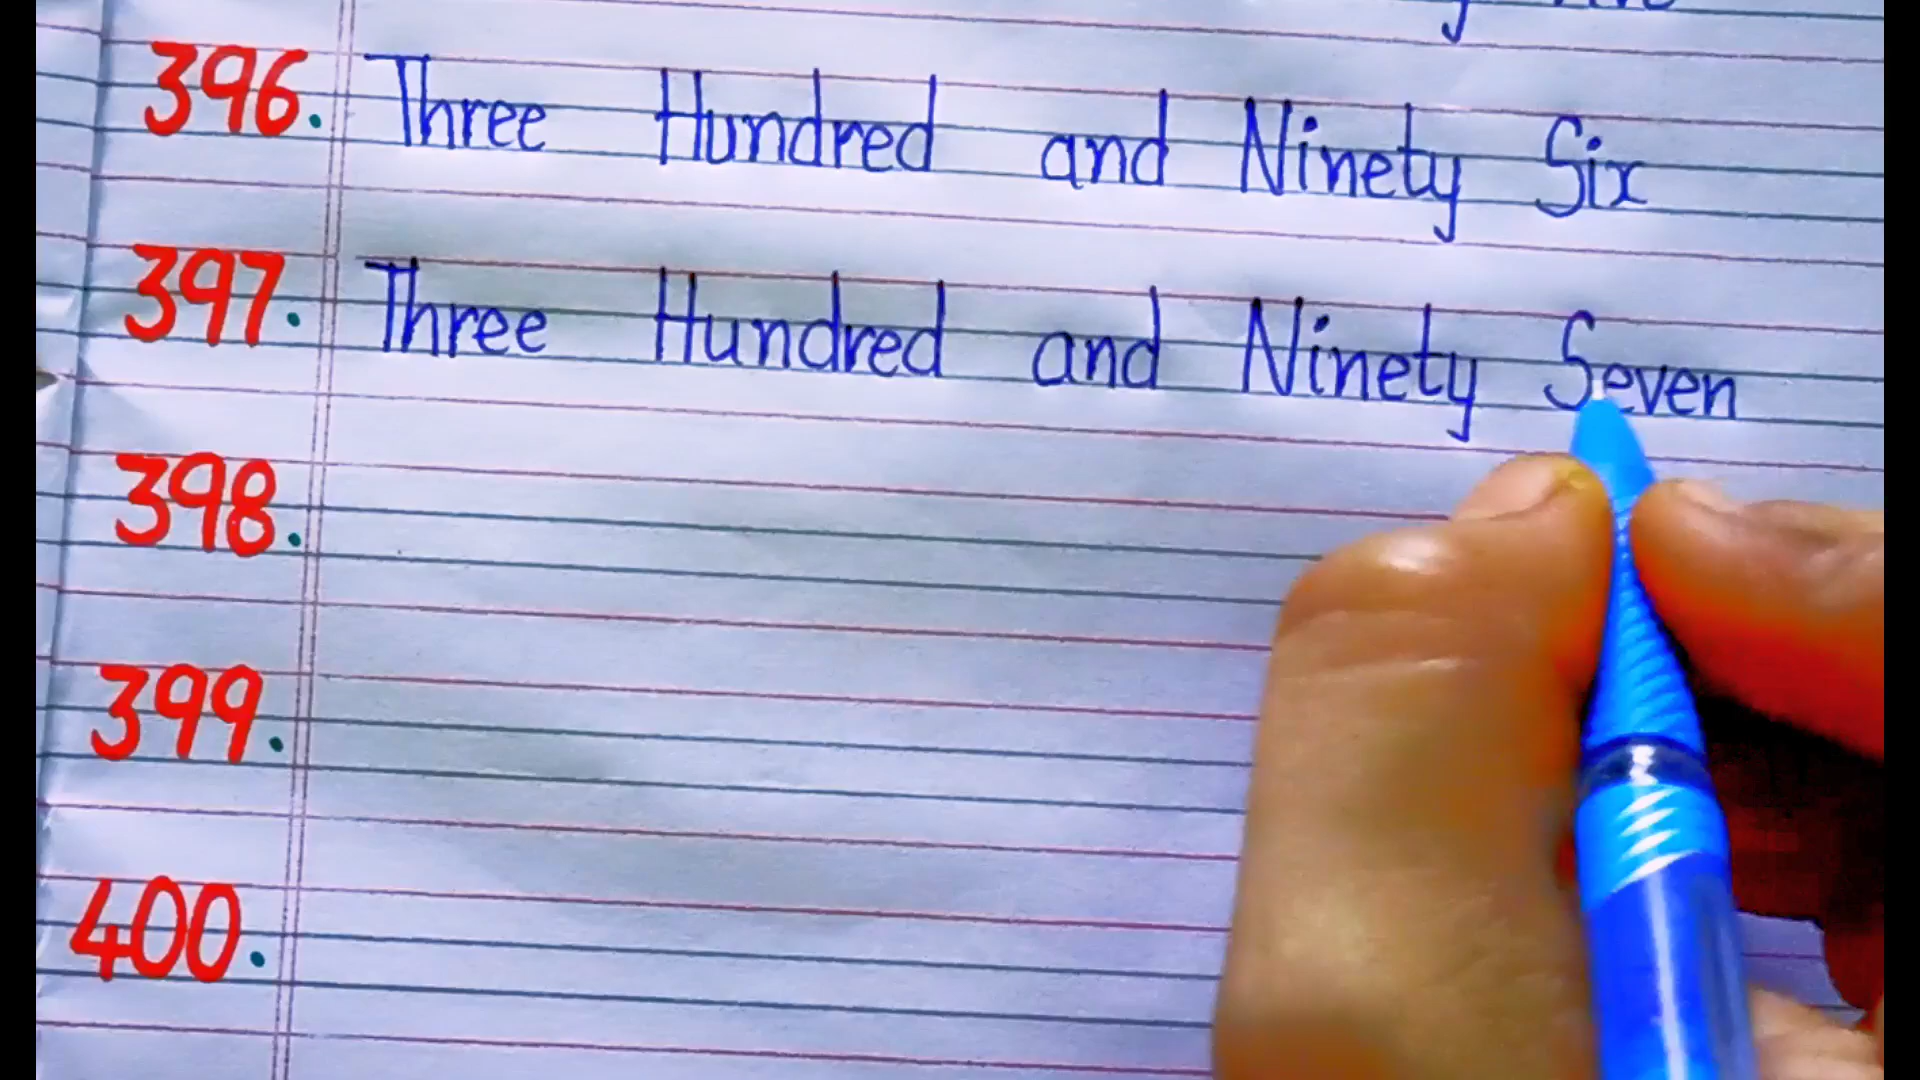 396. Three Hundred and Ninety Six
397. Three Hundred and Ninety Seven
398.
399.
400.